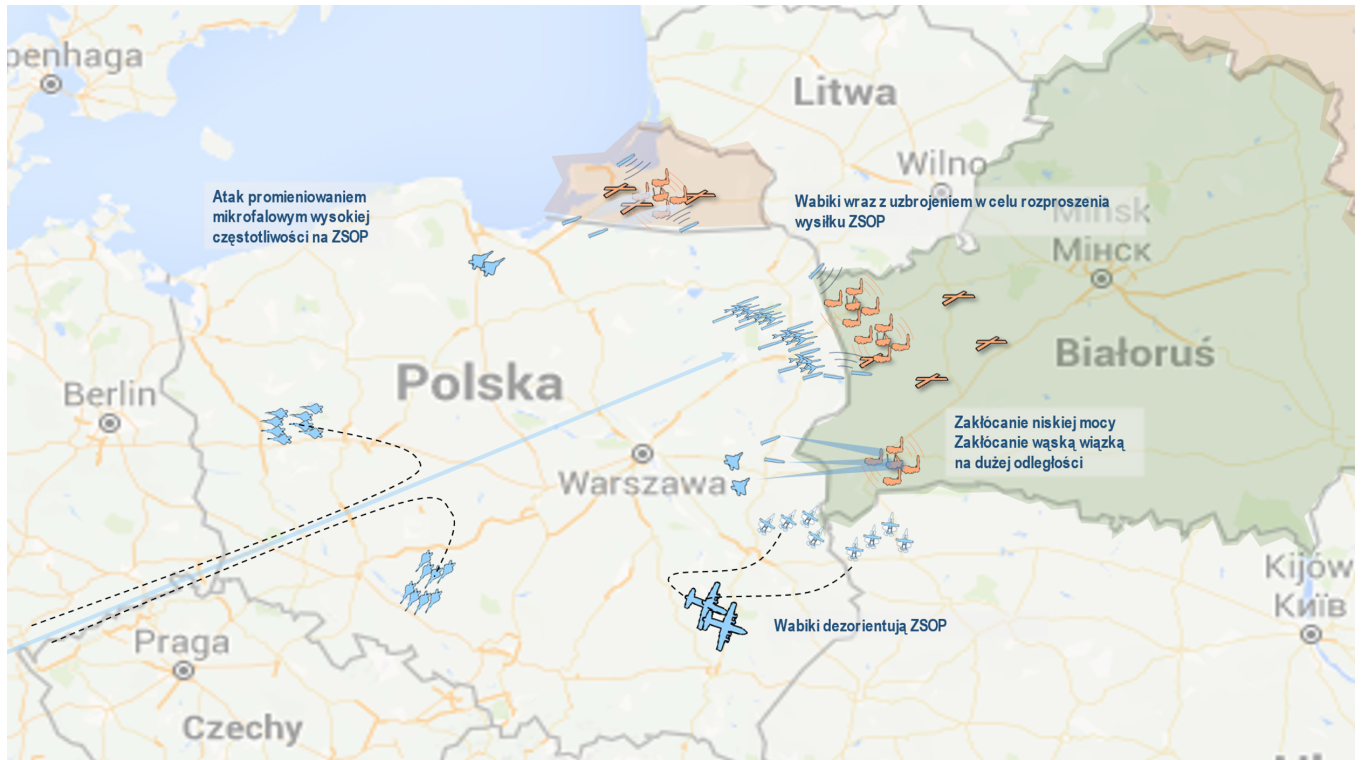 penhaga
Litwa
Wilno
Atak promieniowaniem
mikrofalowym wysokiej
częstotliwości na ZSOP
Wabiki wraz z uzbrojeniem w celu rozproszenia
wysiłku ZSOP
Minsk
Мінск
Białoruś
Polska
Berlin
Zakłócanie niskiej mocy
Zakłócanie wąską wiązką
na dużej odległości
Warszawa
Kijów
Київ
Wabiki dezorientują ZSOP
Praga
Czechy